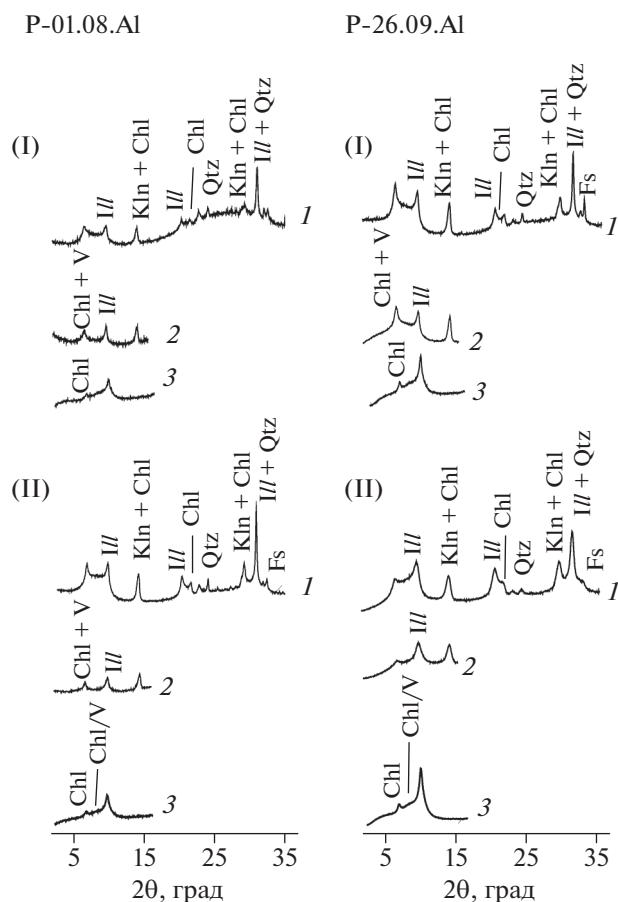 P-01.08.Al
(I)
Ill
Kln + Chl
Ill
Chl
Qtz
Kln + Chl
Ill + Qtz
1
Chl + V
Ill
2
Chl
3
(II)
Ill
Kln + Chl
Ill
Chl
Qtz
Kln + Chl
Ill + Qtz
Fs
1
Chl + V
Ill
2
Chl
Chl/V
3
5 15 25 35
2θ, град
P-26.09.Al
(I)
Ill
Kln + Chl
Ill
Chl
Qtz
Kln + Chl
Ill + Qtz
Fs
1
Chl + V
Ill
2
Chl
3
(II)
Ill
Kln + Chl
Ill
Chl
Qtz
Kln + Chl
Ill + Qtz
Fs
1
Ill
2
Chl
Chl/V
3
5 15 25 35
2θ, град